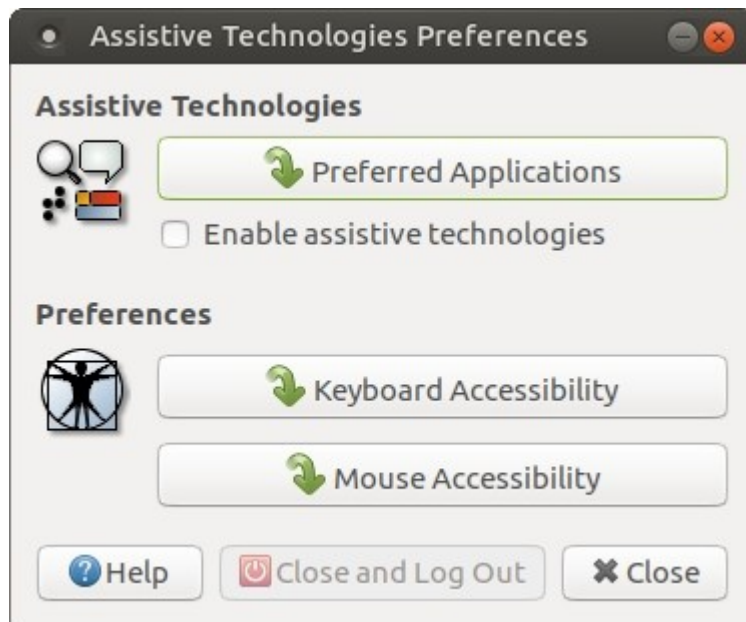 Assistive Technologies Preferences
Assistive Technologies
Preferred Applications
Enable assistive technologies
Preferences
Keyboard Accessibility
Mouse Accessibility
Help Close and Log Out Close